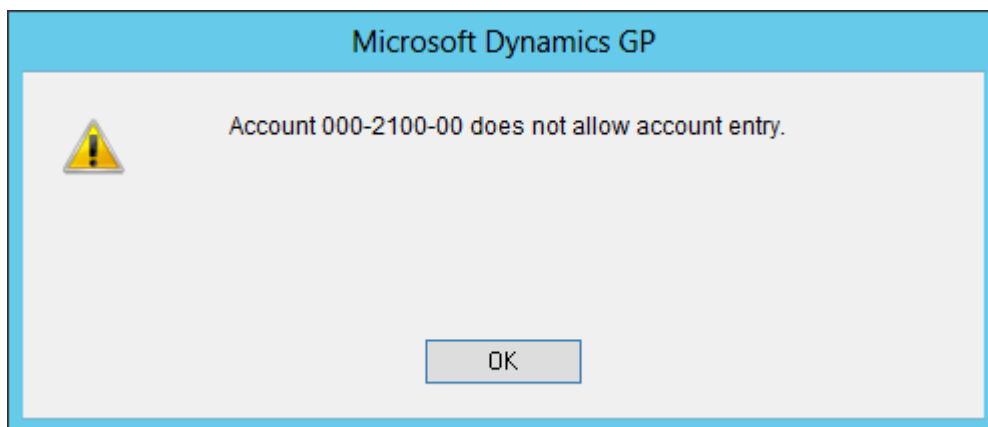 Microsoft Dynamics GP
Account 000-2100-00 does not allow account entry.
OK